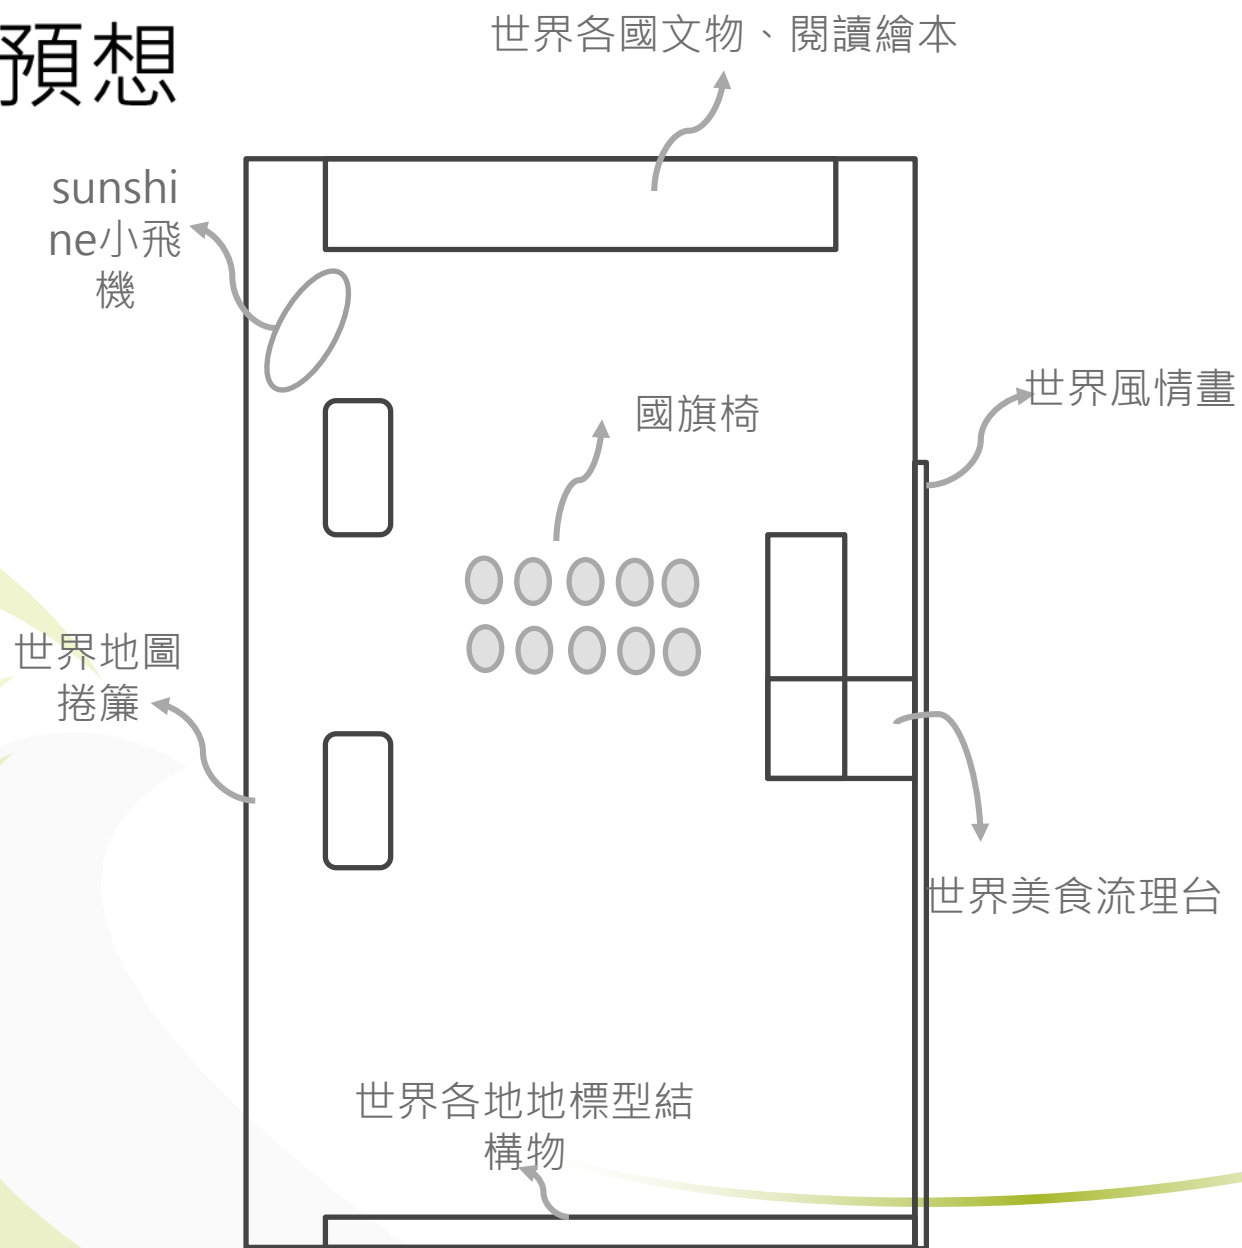 預想
世界各國文物、閱讀繪本
sunshi
ne小飛
機
世界風情畫
國旗椅
世界地圖
捲簾
世界美食流理台
世界各地地標型結
構物